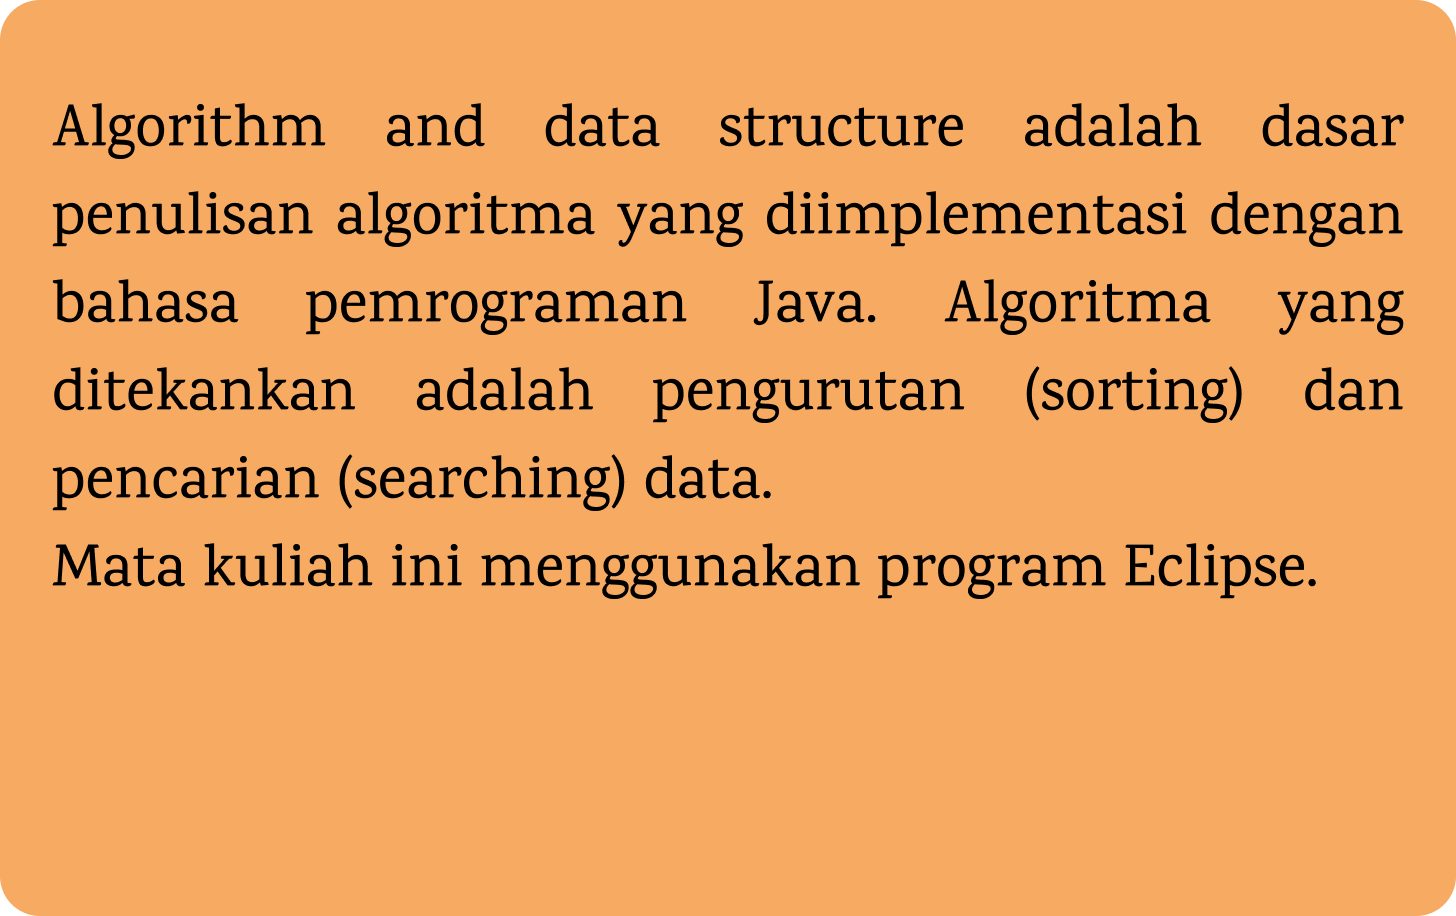 Algorithm and data structure adalah dasar
penulisan algoritma yang diimplementasi dengan
bahasa pemrograman Java. Algoritma yang
ditekankan adalah pengurutan (sorting) dan
pencarian (searching) data.
Mata kuliah ini menggunakan program Eclipse.